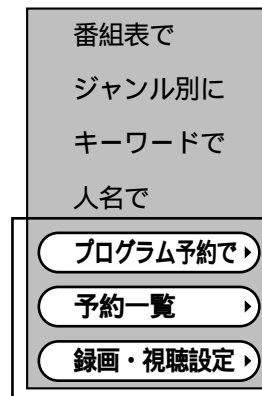 番組表で
ジャンル別に
キーワードで
人名で
プログラム予約で
予約一覧
録画・視聴設定